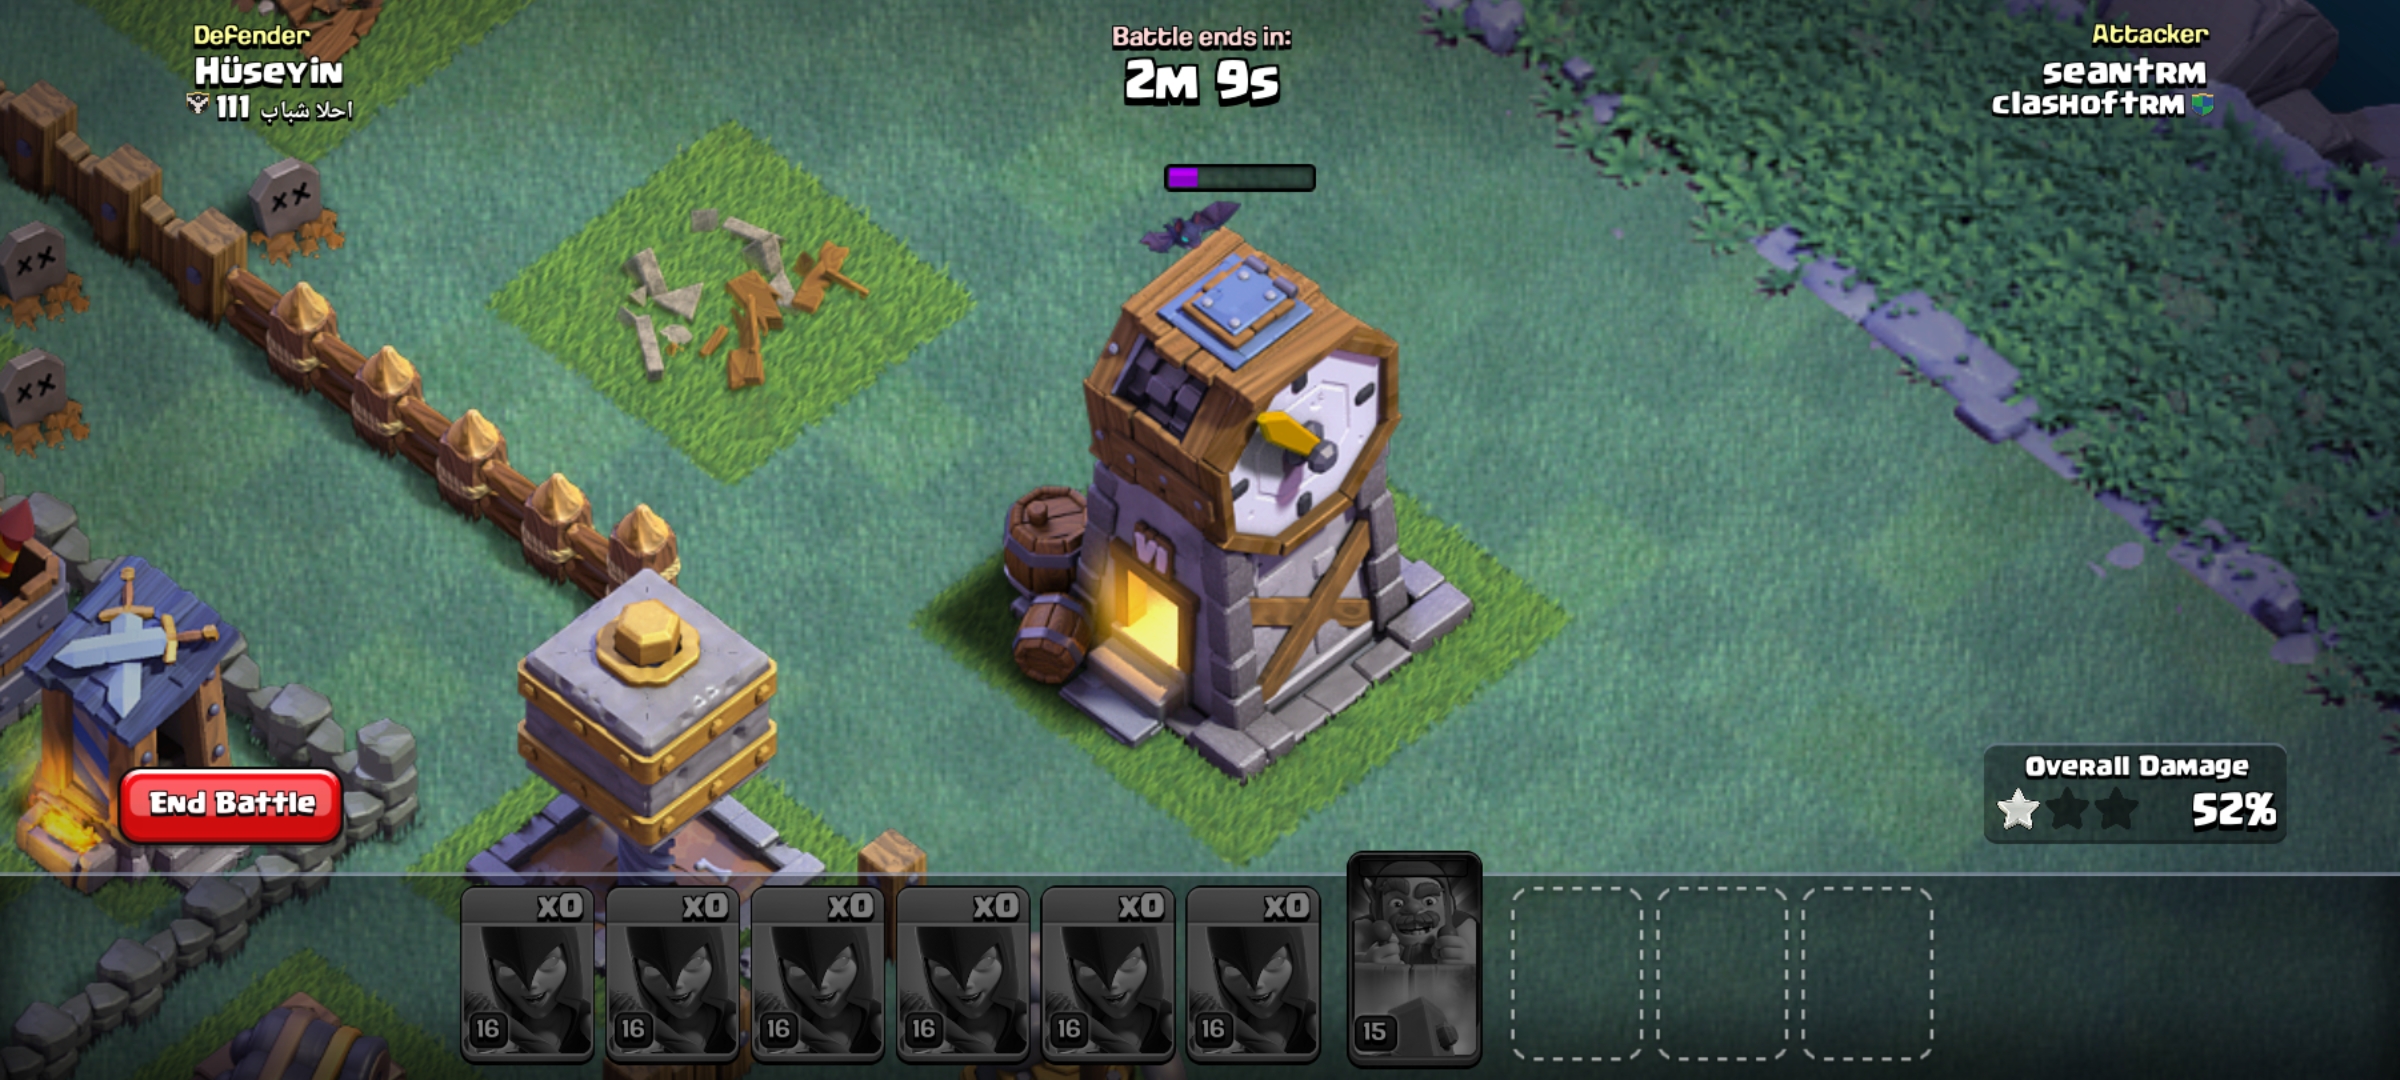 Defender
Hüseyin
111 احلا شباب
Battle ends in:
2M 9s
Attacker
seantrm
clashoftrm
VI
End Battle
Overall Damage
52%
x0 x0 x0 x0 x0 x0
16 16 16 16 16 16 15